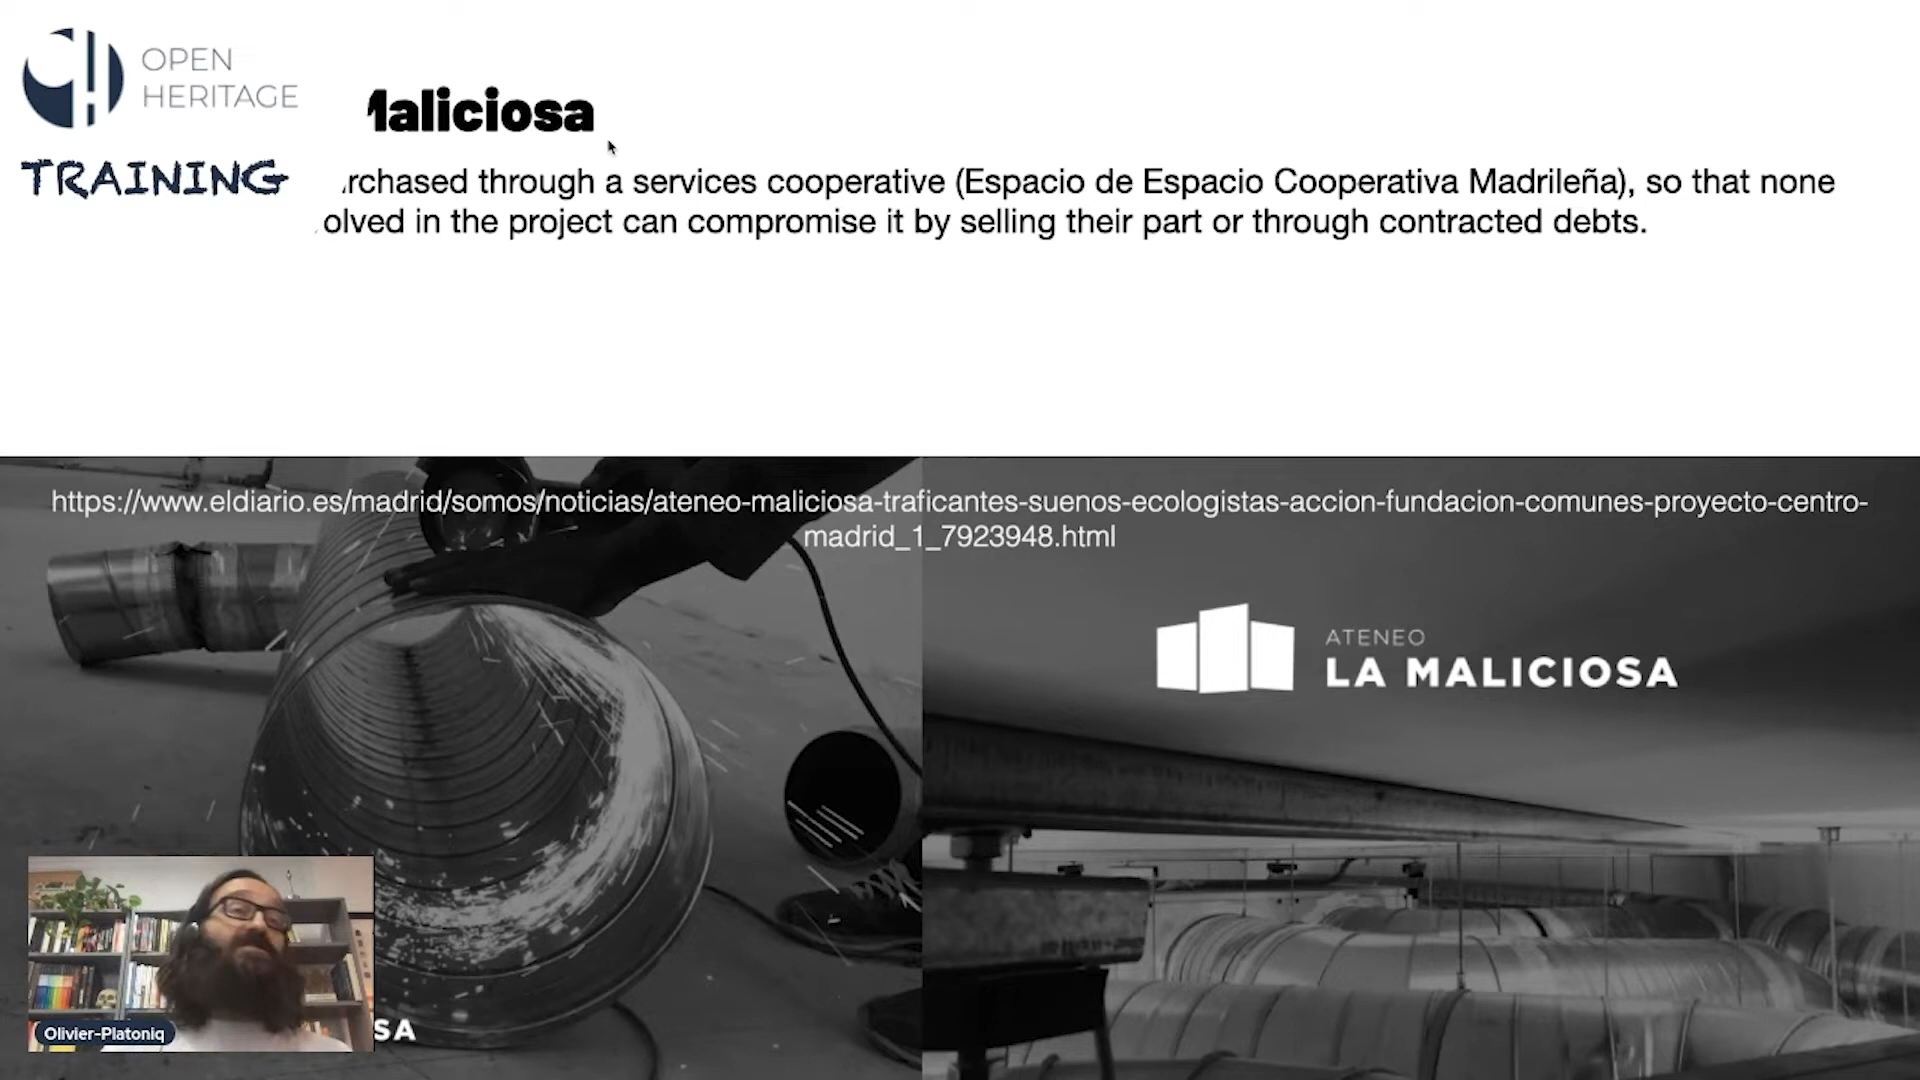 OPEN
HERITAGE
TRAINING
Maliciosa
rchased through a services cooperative (Espacio de Espacio Cooperativa Madrileña), so that none
olved in the project can compromise it by selling their part or through contracted debts.
https://www.eldiario.es/madrid/somos/noticias/ateneo-maliciosa-traficantes-suenos-ecologistas-accion-fundacion-comunes-proyecto-centro-
madrid_1_7923948.html
ATENEO
LA MALICIOSA
Olivier-Platoniq
SA